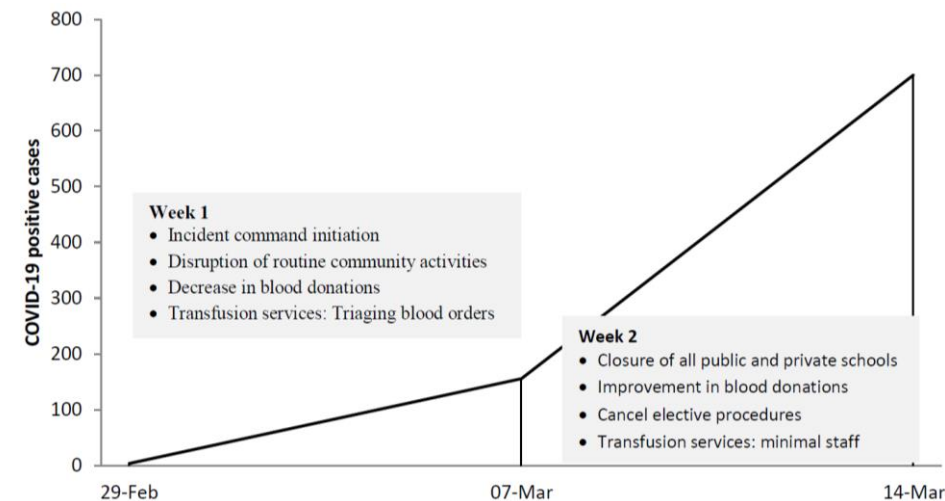 800
700
600
500
400
300
200
100
0
COVID-19 positive cases
Week 1
• Incident command initiation
• Disruption of routine community activities
• Decrease in blood donations
• Transfusion services: Triaging blood orders
Week 2
• Closure of all public and private schools
• Improvement in blood donations
• Cancel elective procedures
• Transfusion services: minimal staff
29-Feb
07-Mar
14-Mar